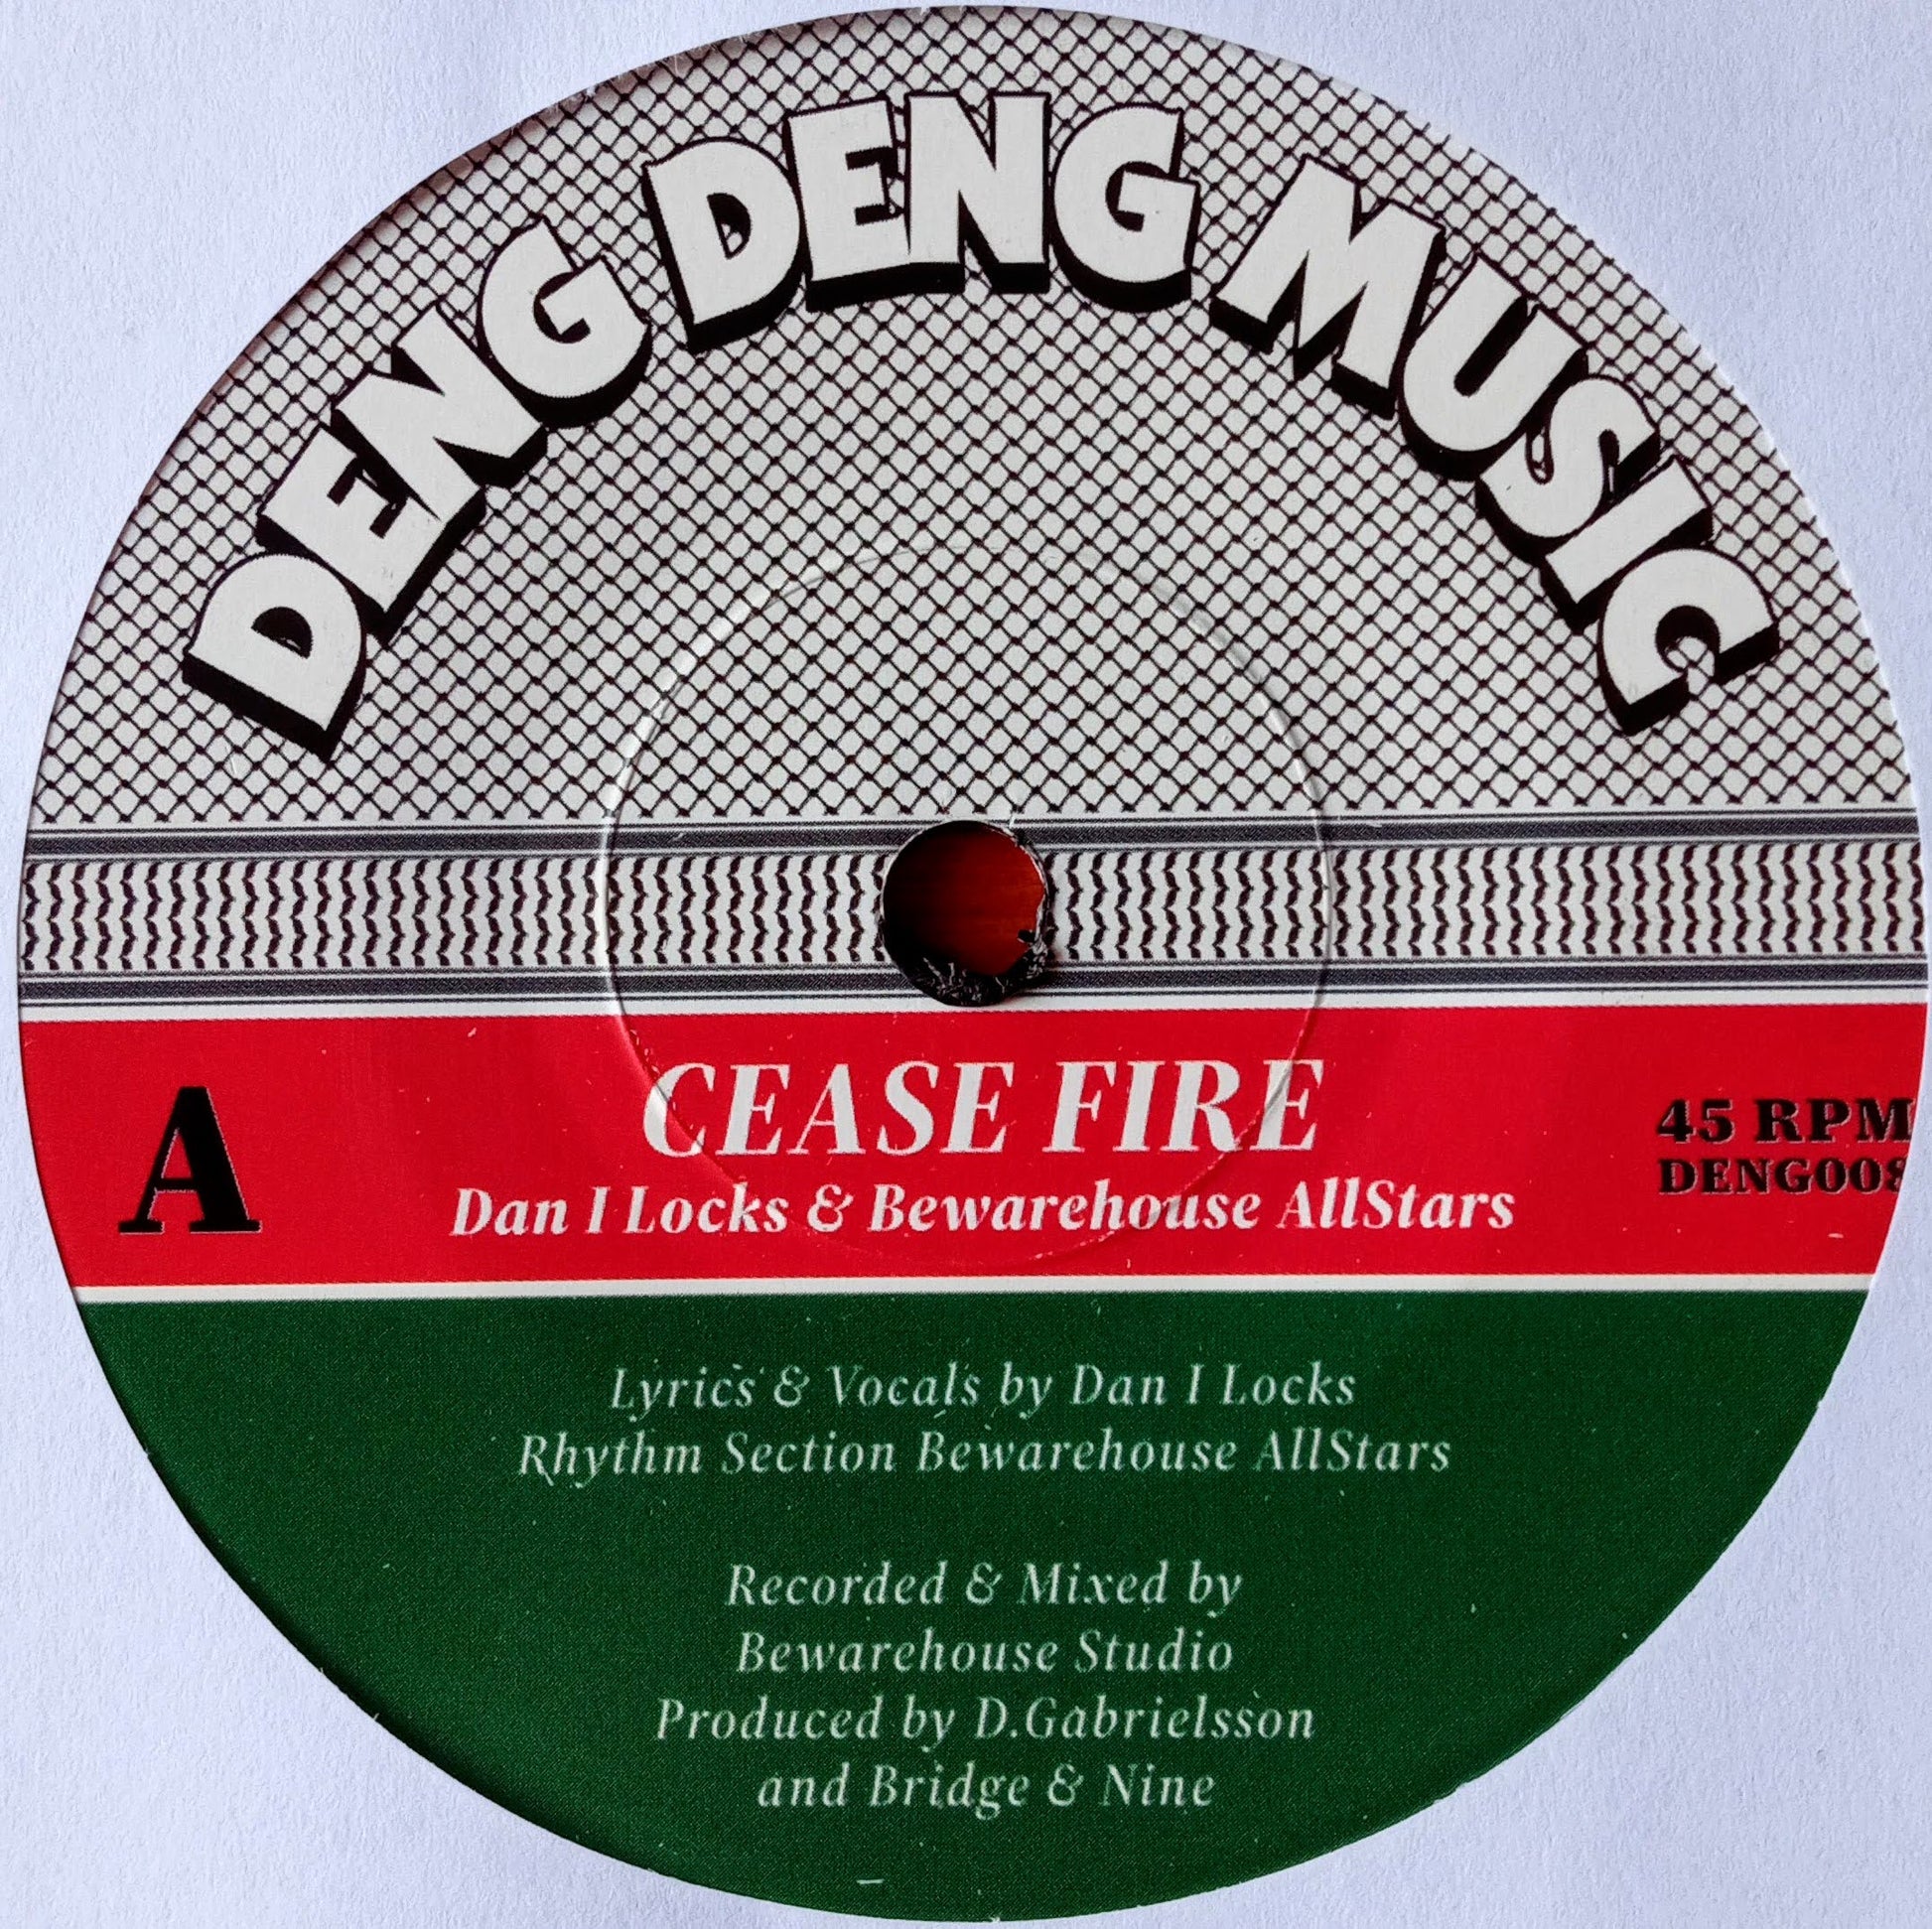 DENG DENG MUSIC
A
CEASE FIRE
Dan I Locks & Bewarehouse AllStars
45 RPM
DENG008
Lyrics & Vocals by Dan I Locks
Rhythm Section Bewarehouse AllStars
Recorded & Mixed by
Bewarehouse Studio
Produced by D.Gabrielsson
and Bridge & Nine